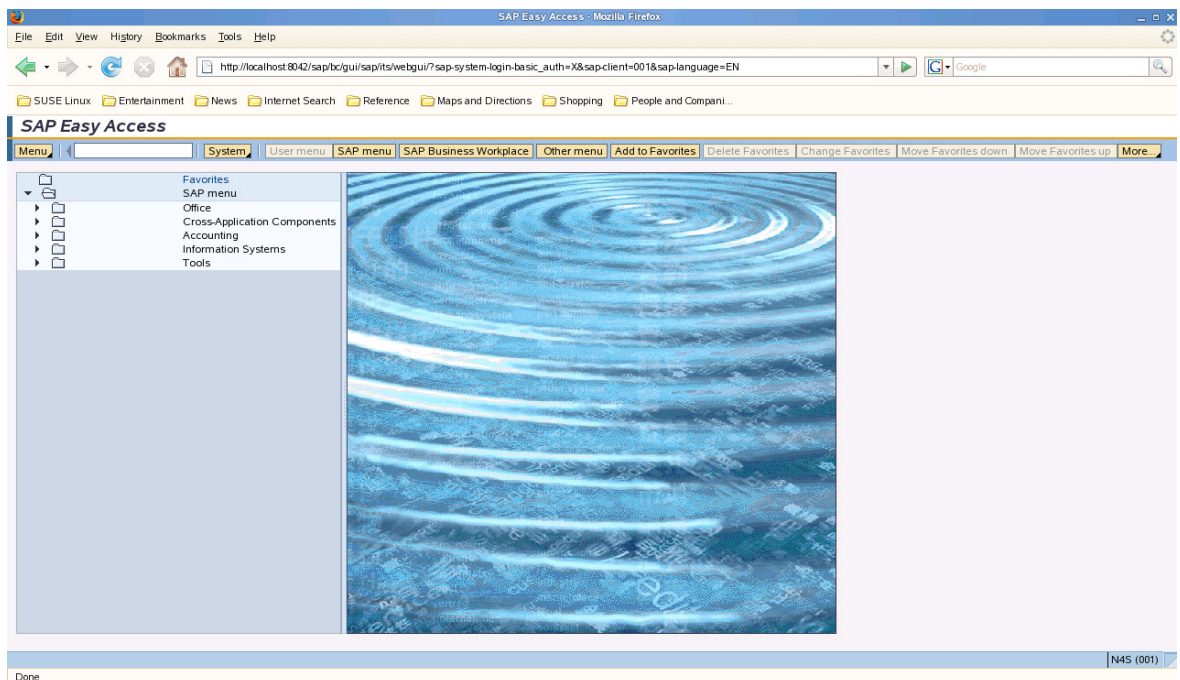 SAP Easy Access - Mozilla Firefox
File Edit View History Bookmarks Tools Help
http://localhost:8042/sap/bc/gui/sap/its/webgui/?sap-system-login-basic_auth=X&sap-client=001&sap-language=EN
G Google
SUSE Linux Entertainment News Internet Search Reference Maps and Directions Shopping People and Compani...
SAP Easy Access
Menu System User menu SAP menu SAP Business Workplace Other menu Add to Favorites Delete Favorites Change Favorites Move Favorites down Move Favorites up More...
Favorites
SAP menu
Office
Cross-Application Components
Accounting
Information Systems
Tools
N4S (001)
Done